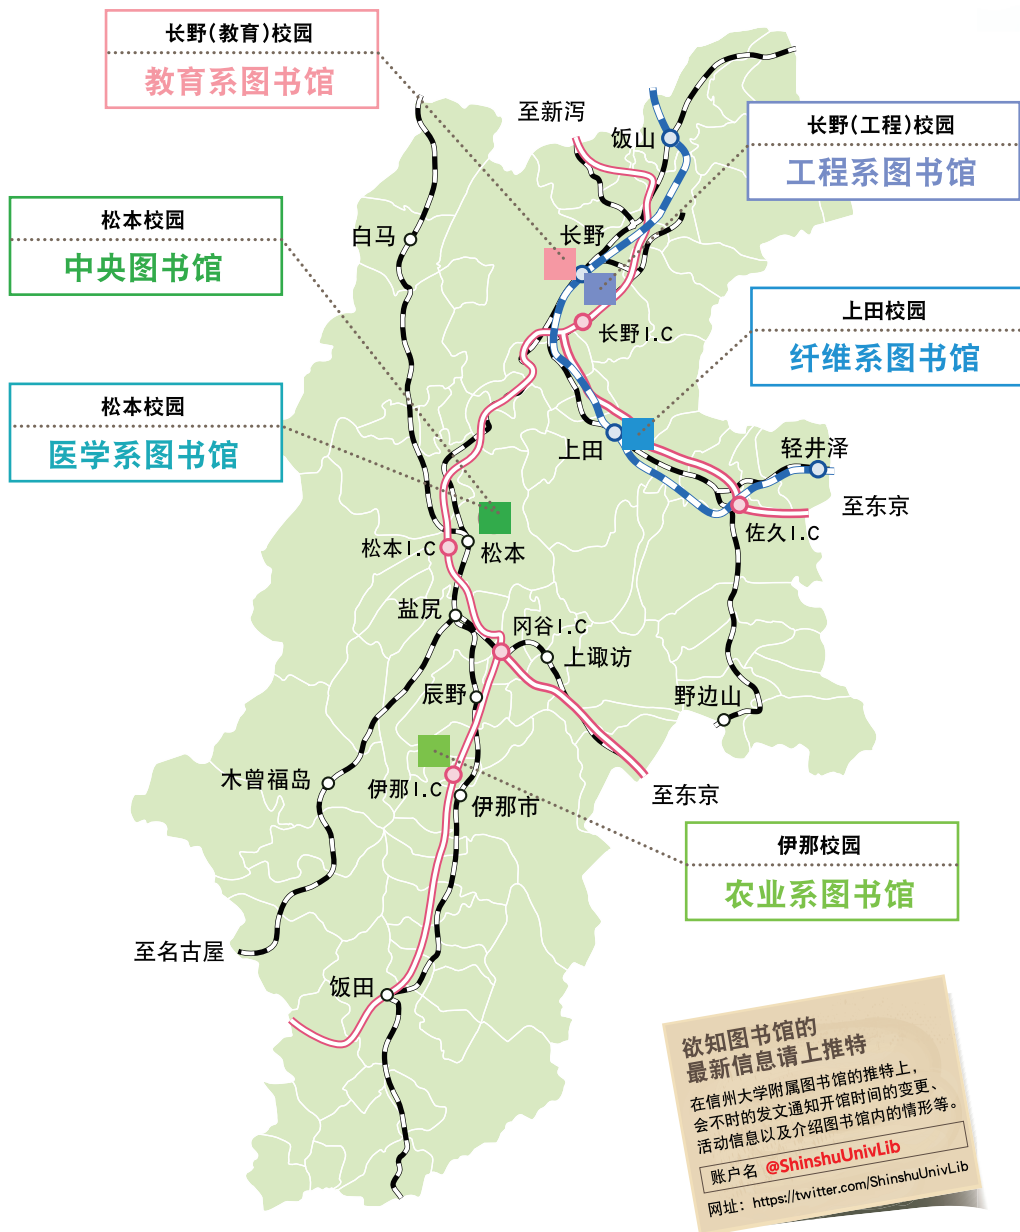 长野(教育)校园
教育系图书馆
至新泻
饭山
长野(工程)校园
工程系图书馆
松本校园
中央图书馆
白马
长野
长野I.C
上田校园
纤维系图书馆
松本校园
医学系图书馆
上田
轻井泽
至东京
佐久I.C
松本I.C
松本
盐尻
冈谷I.C
上诹访
辰野
野边山
木曾福岛
伊那I.C
伊那市
至东京
伊那校园
农业系图书馆
至名古屋
饭田
欲知图书馆的
最新信息请上推特
在信州大学附属图书馆的推特上，
会不时的发文通知开馆时间的变更、
活动信息以及介绍图书馆内的情形等。
账户名 @ShinshuUnivLib
网址：https://twitter.com/ShinshuUnivLib